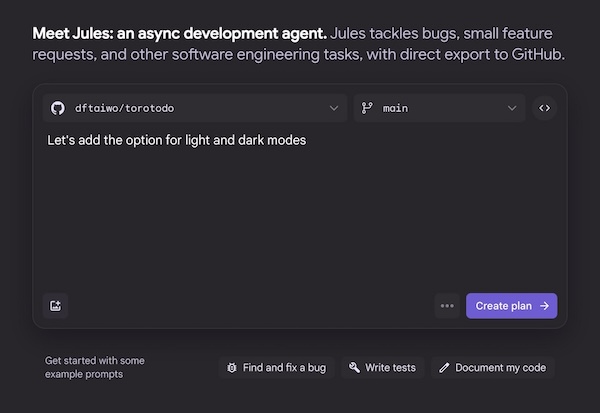 Meet Jules: an async development agent. Jules tackles bugs, small feature
requests, and other software engineering tasks, with direct export to GitHub.
dftaiwo/torotodo
main
Let's add the option for light and dark modes
Create plan
Get started with some
example prompts
Find and fix a bug
Write tests
Document my code